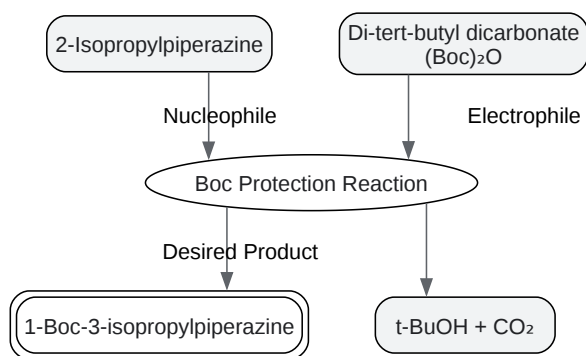 2-Isopropylpiperazine
Di-tert-butyl dicarbonate
(Boc)₂O
Nucleophile
Electrophile
Boc Protection Reaction
Desired Product
1-Boc-3-isopropylpiperazine
t-BuOH + CO₂